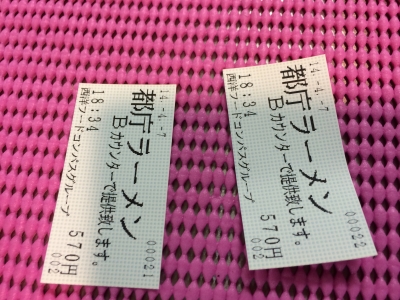 14.-4.-7
00021
都庁ラーメン
Bカウンターで提供致します。
18:34
570円
西洋フードコンパスグループ
002
14.-4.-7
00022
都庁ラーメン
Bカウンターで提供致します。
18:34
570円
西洋フードコンパスグループ
002